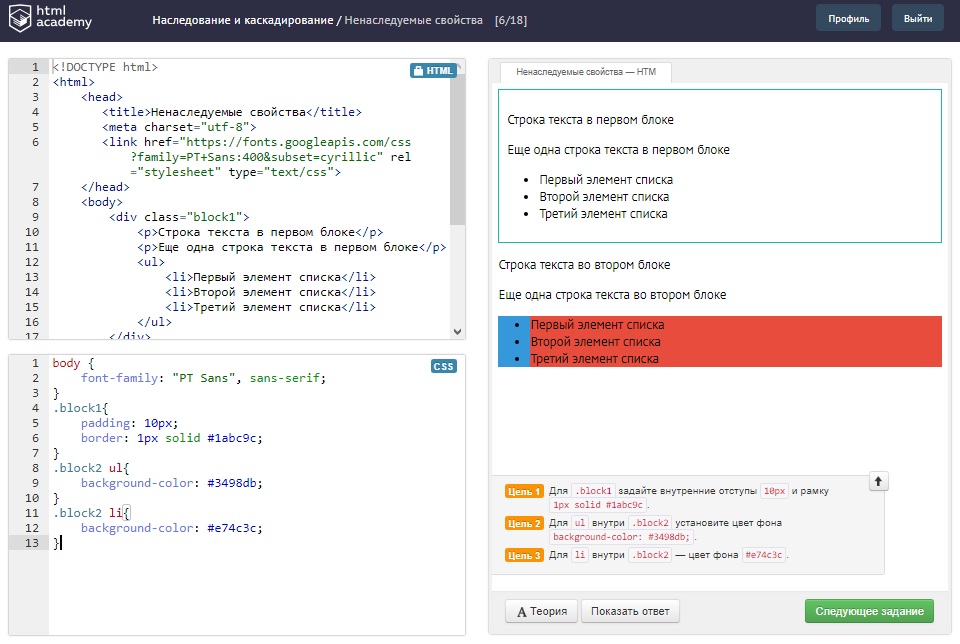 html
academy
Наследование и каскадирование / Ненаследуемые свойства [6/18]
Профиль
Выйти
HTML
1 <!DOCTYPE html>
2 <html>
3 <head>
4 <title>Ненаследуемые свойства</title>
5 <meta charset="utf-8">
6 <link href="https://fonts.googleapis.com/css
?family=PT+Sans:400&subset=cyrillic" rel
="stylesheet" type="text/css">
7 </head>
8 <body>
9 <div class="block1">
10 <p>Строка текста в первом блоке</p>
11 <p>Еще одна строка текста в первом блоке</p>
12 <ul>
13 <li>Первый элемент списка</li>
14 <li>Второй элемент списка</li>
15 <li>Третий элемент списка</li>
16 </ul>
17 </div>
CSS
1 body {
2 font-family: "PT Sans", sans-serif;
3 }
4 .block1{
5 padding: 10px;
6 border: 1px solid #1abc9c;
7 }
8 .block2 ul{
9 background-color: #3498db;
10 }
11 .block2 li{
12 background-color: #e74c3c;
13 }
Ненаследуемые свойства — HTM
Строка текста в первом блоке
Еще одна строка текста в первом блоке
• Первый элемент списка
• Второй элемент списка
• Третий элемент списка
Строка текста во втором блоке
Еще одна строка текста во втором блоке
• Первый элемент списка
• Второй элемент списка
• Третий элемент списка
Цель 1 Для .block1 задайте внутренние отступы 10px и рамку
1px solid #1abc9c .
Цель 2 Для ul внутри .block2 установите цвет фона
background-color: #3498db; .
Цель 3 Для li внутри .block2 — цвет фона #e74c3c .
A Теория
Показать ответ
Следующее задание